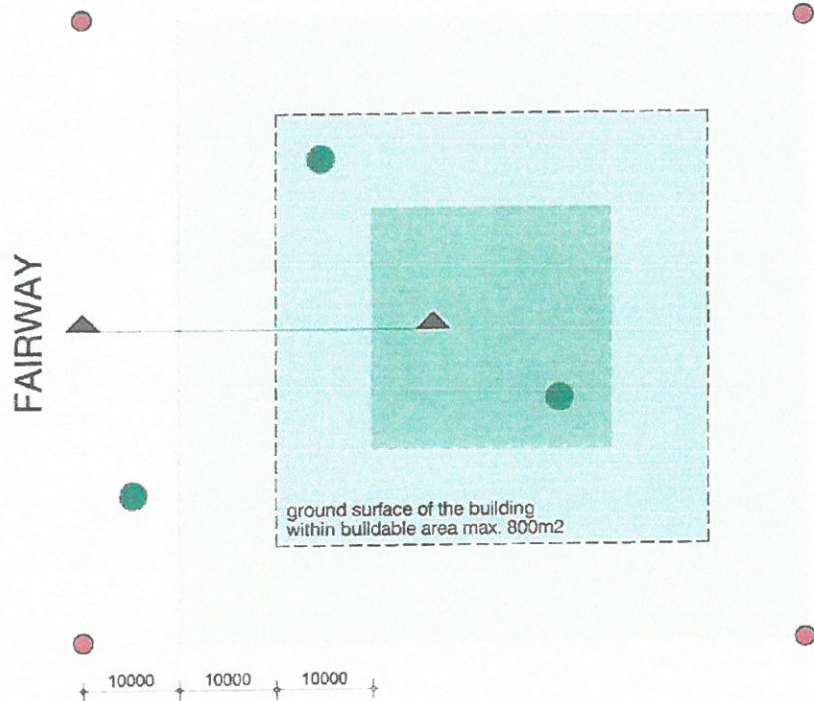 FAIRWAY
ground surface of the building
within buildable area max. 800m2
10000 10000 10000